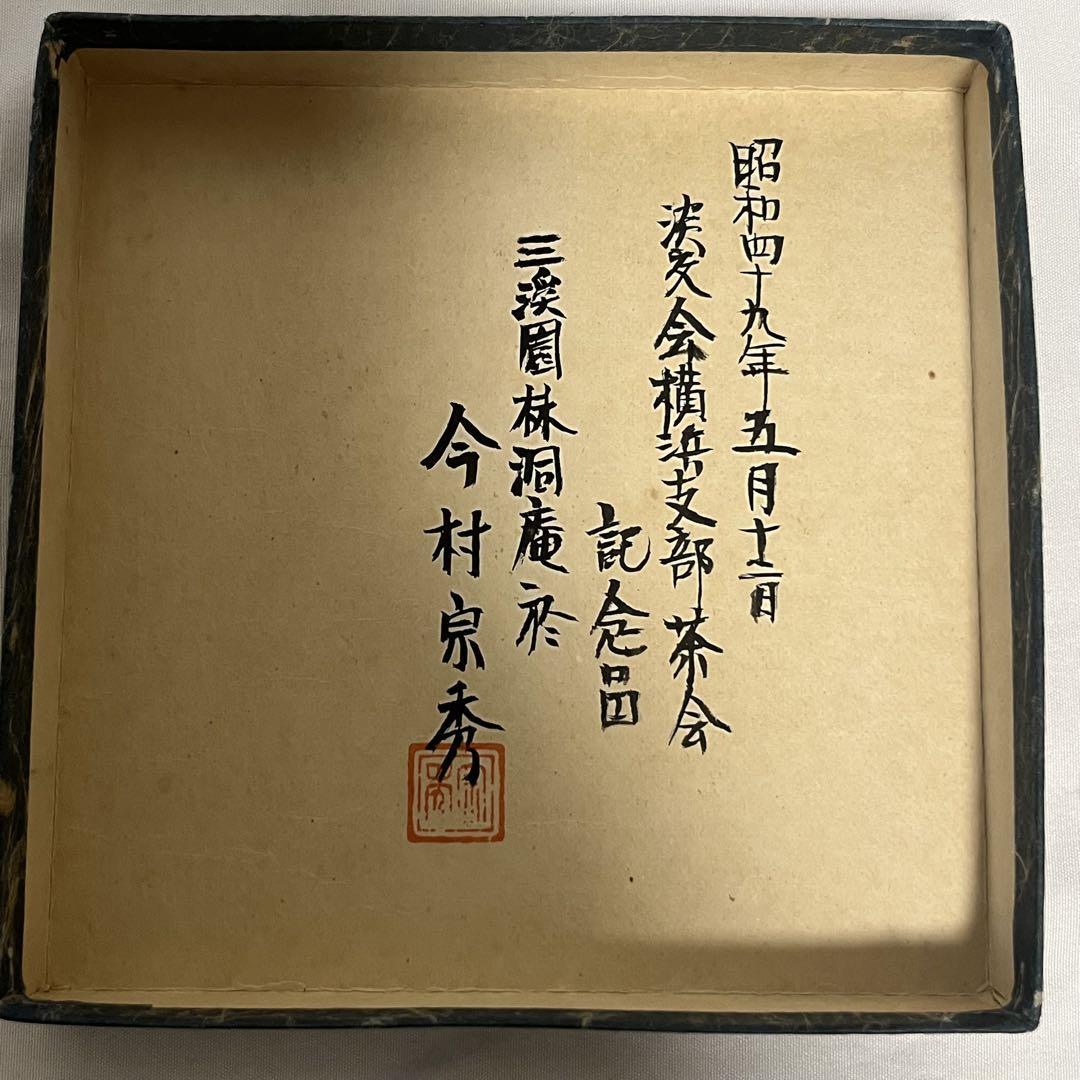 昭和四十九年五月十二日
淡交会横浜支部茶会
記念品
三溪園林洞庵於
今村宗秀